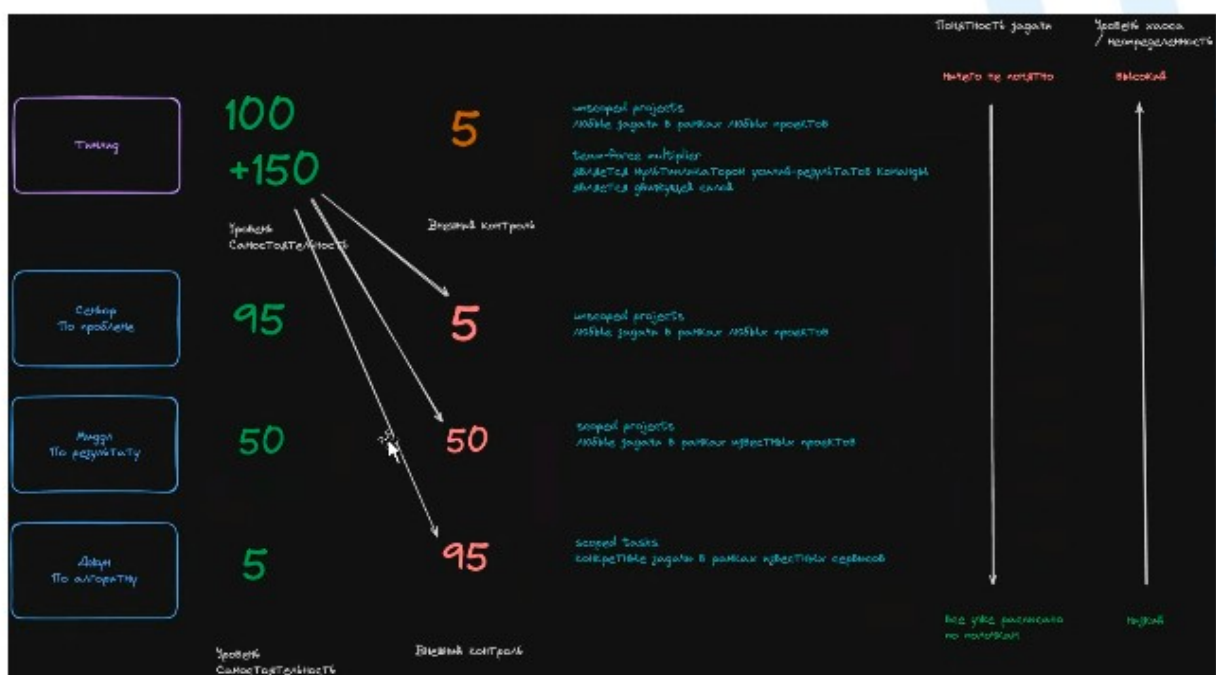 Понятность задачи
Уровень хаоса
/ неопределенность
Ничего не понятно
Высокий
Тимлид
100
+150
5
unscoped projects
любые задачи в рамках любых проектов
team-force multiplier
является мультипликатором усилий-результатов команды
является движущей силой
Уровень
Самостоятельность
Внешний контроль
Сеньор
По проблеме
95
5
unscoped projects
любые задачи в рамках любых проектов
Миддл
По результату
50
50
scoped projects
любые задачи в рамках известных проектов
Джун
По алгоритму
5
95
scoped tasks
конкретные задачи в рамках известных сервисов
Все уже расписано
по полочкам
Низкий
Уровень
Самостоятельность
Внешний контроль